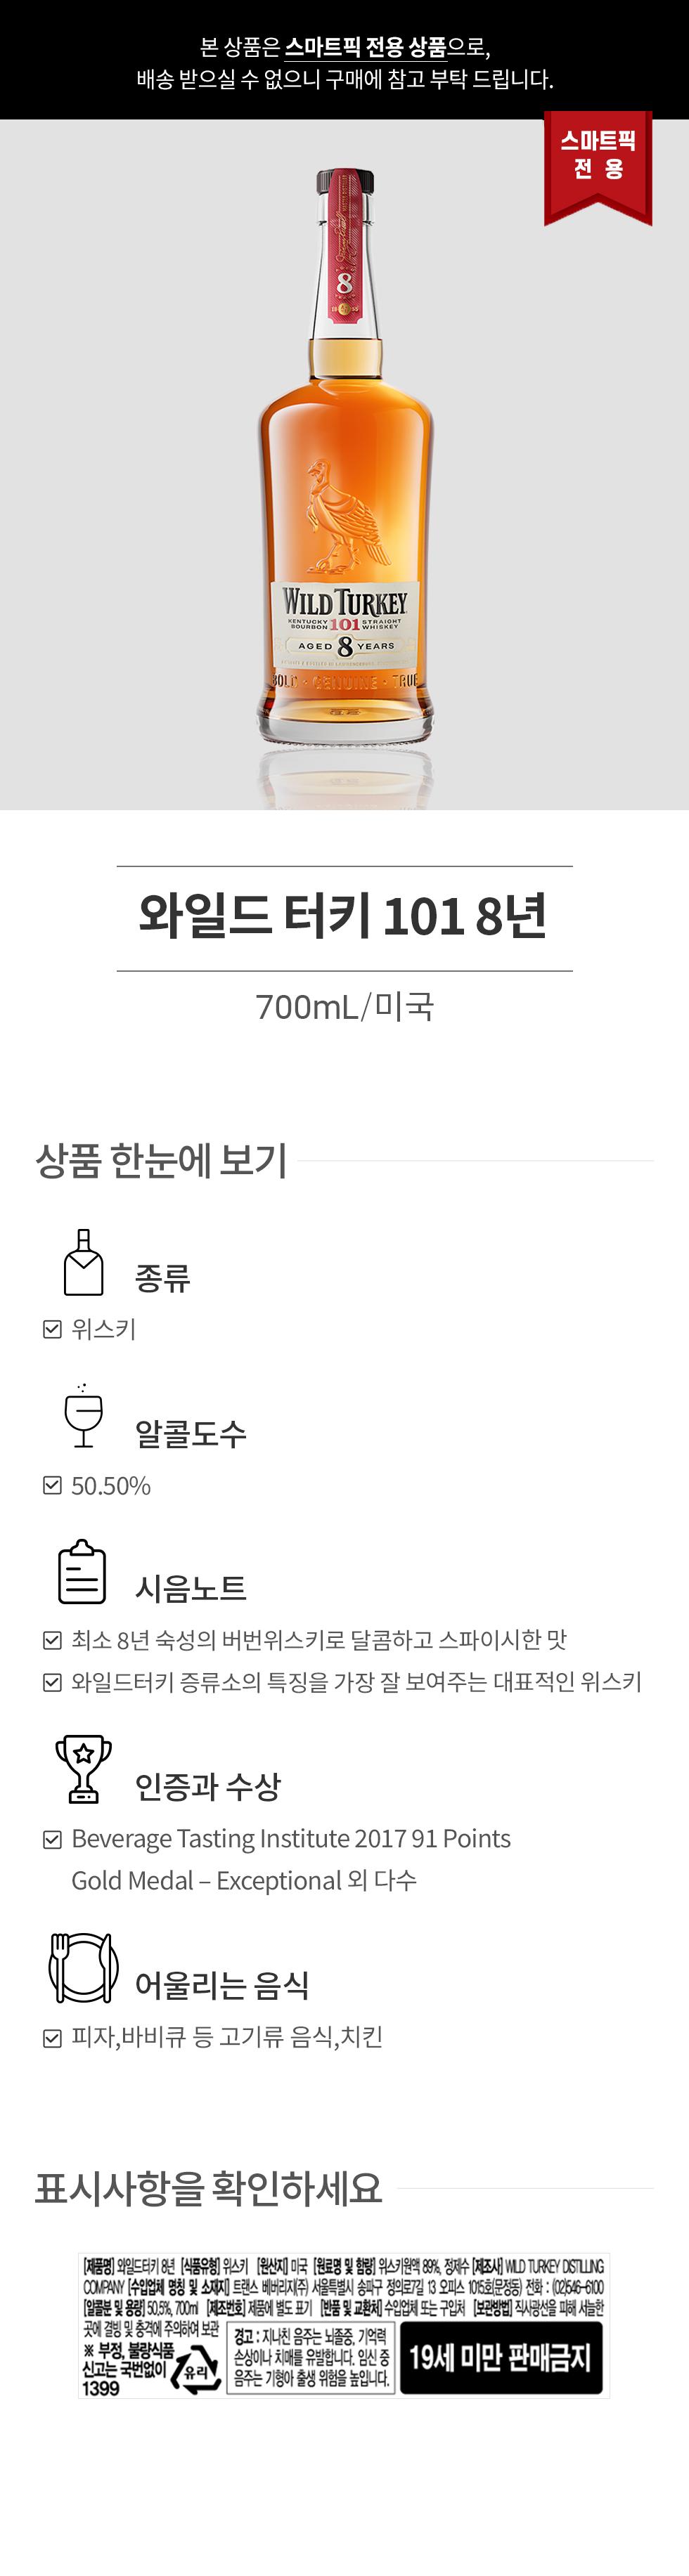 본 상품은 스마트픽 전용 상품으로,
배송 받으실 수 없으니 구매에 참고 부탁 드립니다.
스마트픽
전 용
8
WILD TURKEY
KENTUCKY 101 STRAIGHT
BOURBON WHISKEY
AGED 8 YEARS
BOLD · GENUINE · TRUE
와일드 터키 101 8년
700mL/미국
상품 한눈에 보기
종류
위스키
알콜도수
50.50%
시음노트
최소 8년 숙성의 버번위스키로 달콤하고 스파이시한 맛
와일드터키 증류소의 특징을 가장 잘 보여주는 대표적인 위스키
인증과 수상
Beverage Tasting Institute 2017 91 Points
Gold Medal – Exceptional 외 다수
어울리는 음식
피자,바비큐 등 고기류 음식,치킨
표시사항을 확인하세요
[제품명] 와일드터키 8년 [식품유형] 위스키 [원산지] 미국 [원료명 및 함량] 위스키원액 89%, 정제수 [제조사] WILD TURKEY DISTILLING
COMPANY [수입업체 명칭 및 소재지] 트랜스 베버리지(주) 서울특별시 송파구 정의로7길 13 오피스 1015호(문정동) 전화 : (02)546-6100
[알콜분 및 용량] 50.5%, 700ml [제조번호] 제품에 별도 표기 [반품 및 교환처] 수입업체 또는 구입처 [보관방법] 직사광선을 피해 서늘한
곳에 결빙 및 충격에 주의하여 보관
※ 부정, 불량식품
신고는 국번없이
1399
유리
경고 : 지나친 음주는 뇌졸중, 기억력
손상이나 치매를 유발합니다. 임신 중
음주는 기형아 출생 위험을 높입니다.
19세 미만 판매금지